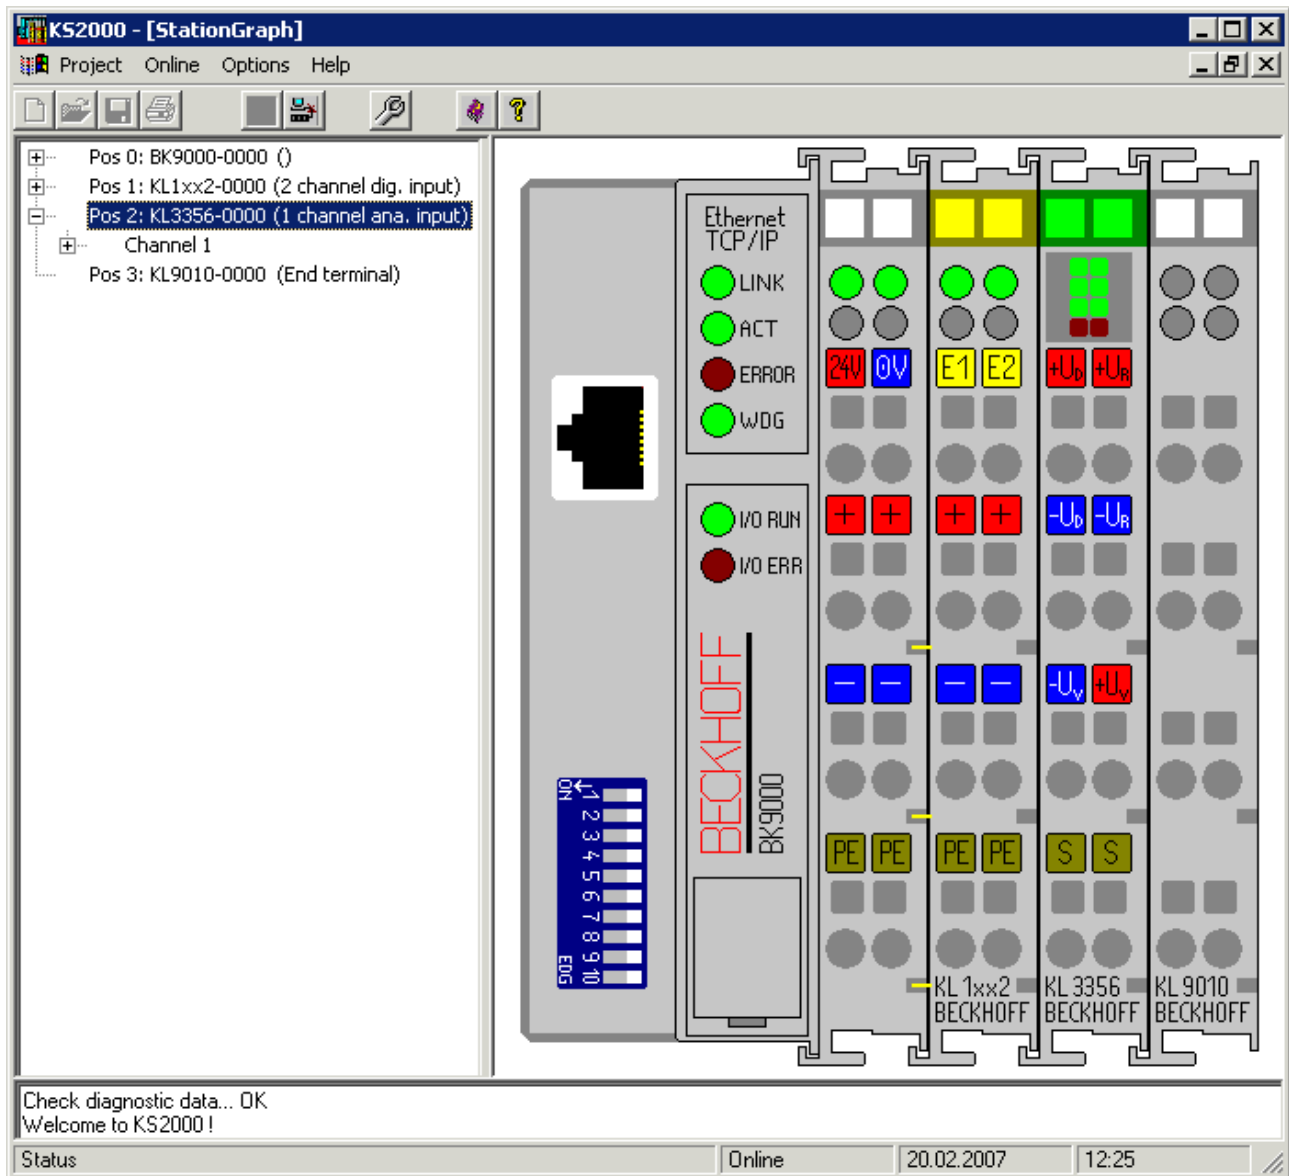 KS2000 - [StationGraph]
Project Online Options Help
Pos 0: BK9000-0000 ()
Pos 1: KL1xx2-0000 (2 channel dig. input)
Pos 2: KL3356-0000 (1 channel ana. input)
Channel 1
Pos 3: KL9010-0000 (End terminal)
Ethernet
TCP/IP
LINK
ACT
ERROR
WDG
I/O RUN
I/O ERR
BECKHOFF
BK9000
ON
1
2
3
4
5
6
7
8
9
10
EDG
24V 0V E1 E2 +UD +UR
+ + + + -UD -UR
- - - - -UV +UV
PE PE PE PE S S
KL 1xx2 KL 3356 KL 9010
BECKHOFF BECKHOFF BECKHOFF
Check diagnostic data... OK
Welcome to KS2000 !
Status Online 20.02.2007 12:25